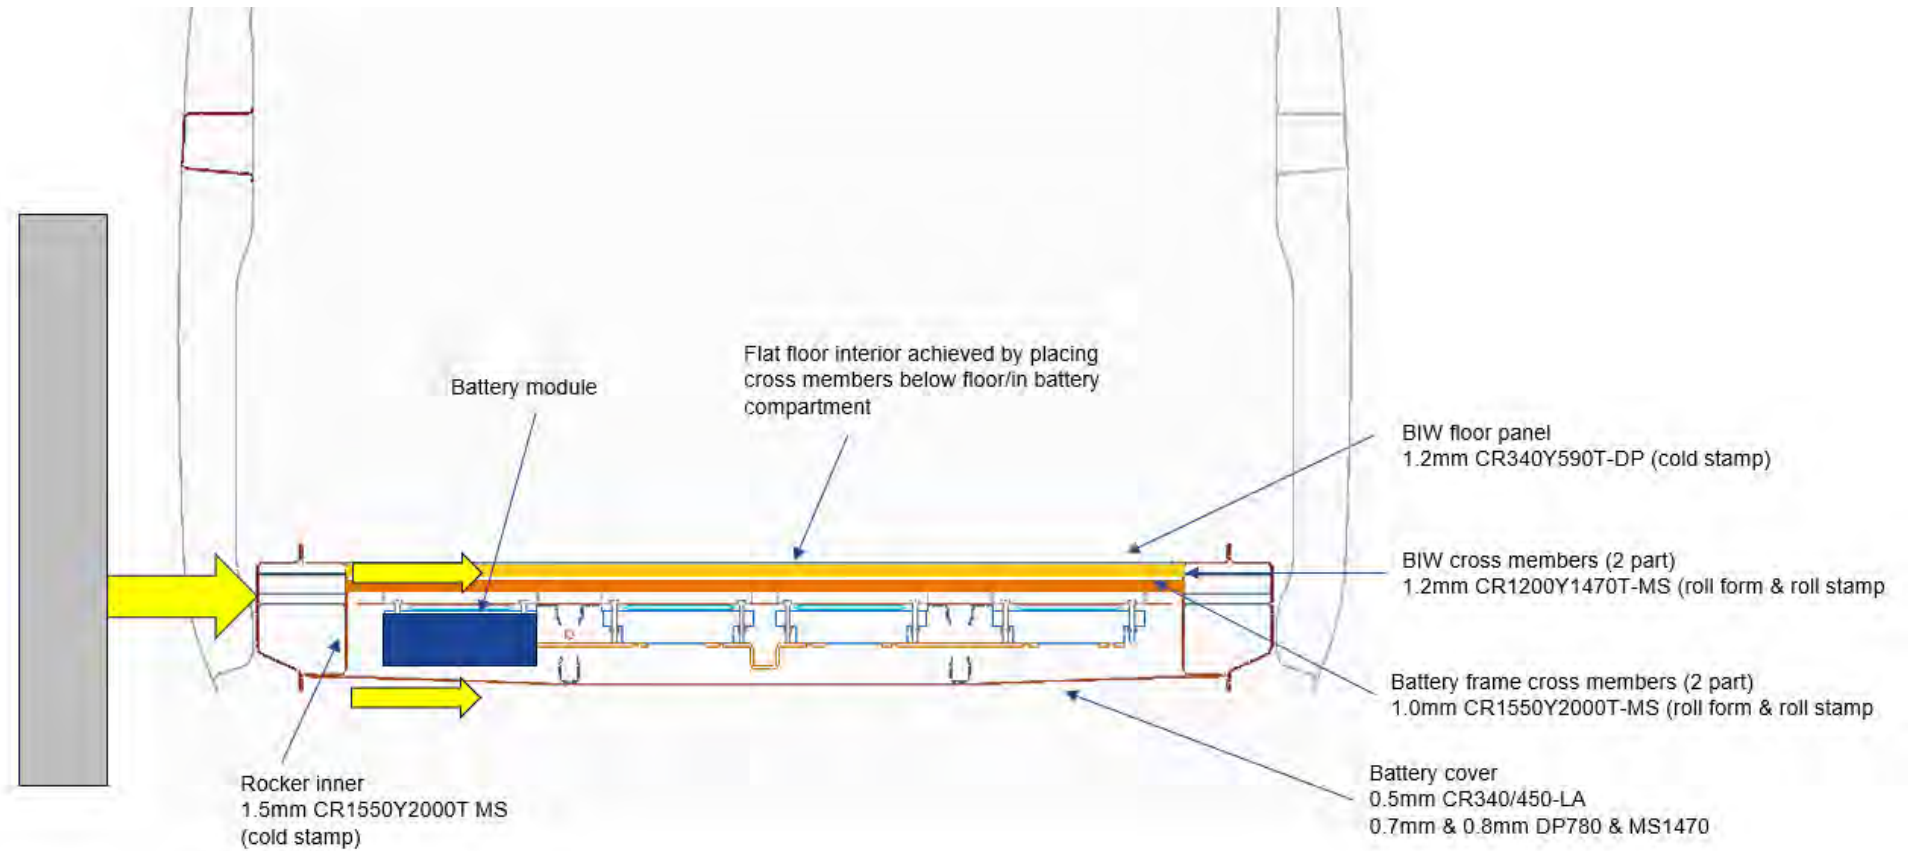 Flat floor interior achieved by placing
cross members below floor/in battery
compartment
Battery module
BIW floor panel
1.2mm CR340Y590T-DP (cold stamp)
BIW cross members (2 part)
1.2mm CR1200Y1470T-MS (roll form & roll stamp
Battery frame cross members (2 part)
1.0mm CR1550Y2000T-MS (roll form & roll stamp
Rocker inner
1.5mm CR1550Y2000T MS
(cold stamp)
Battery cover
0.5mm CR340/450-LA
0.7mm & 0.8mm DP780 & MS1470